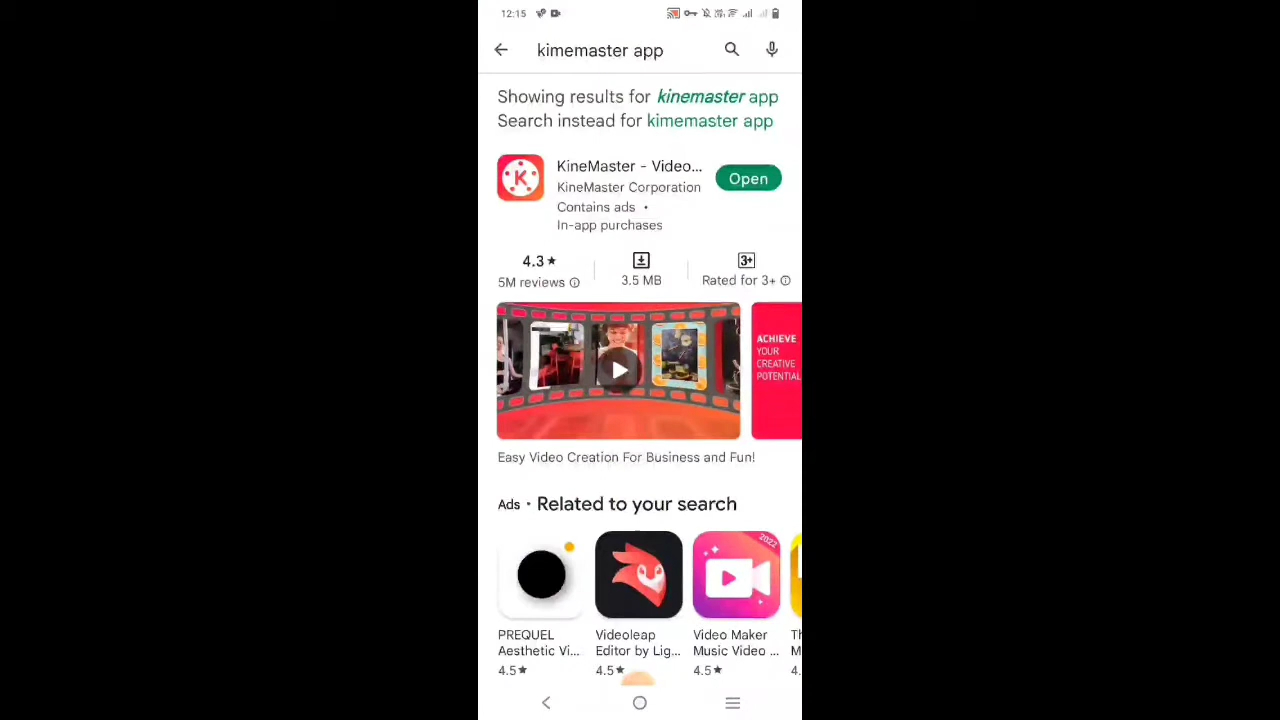 12:15
kimemaster app
Showing results for kinemaster app
Search instead for kimemaster app
K
KineMaster - Video...
KineMaster Corporation
Open
Contains ads •
In-app purchases
4.3★
5M reviews
3.5 MB
3+
Rated for 3+
ACHIEVE
YOUR
CREATIVE
POTENTIAL
Easy Video Creation For Business and Fun!
Ads • Related to your search
2022
PREQUEL
Aesthetic Vi...
4.5★
Videoleap
Editor by Lig...
4.5★
Video Maker
Music Video ...
4.5★